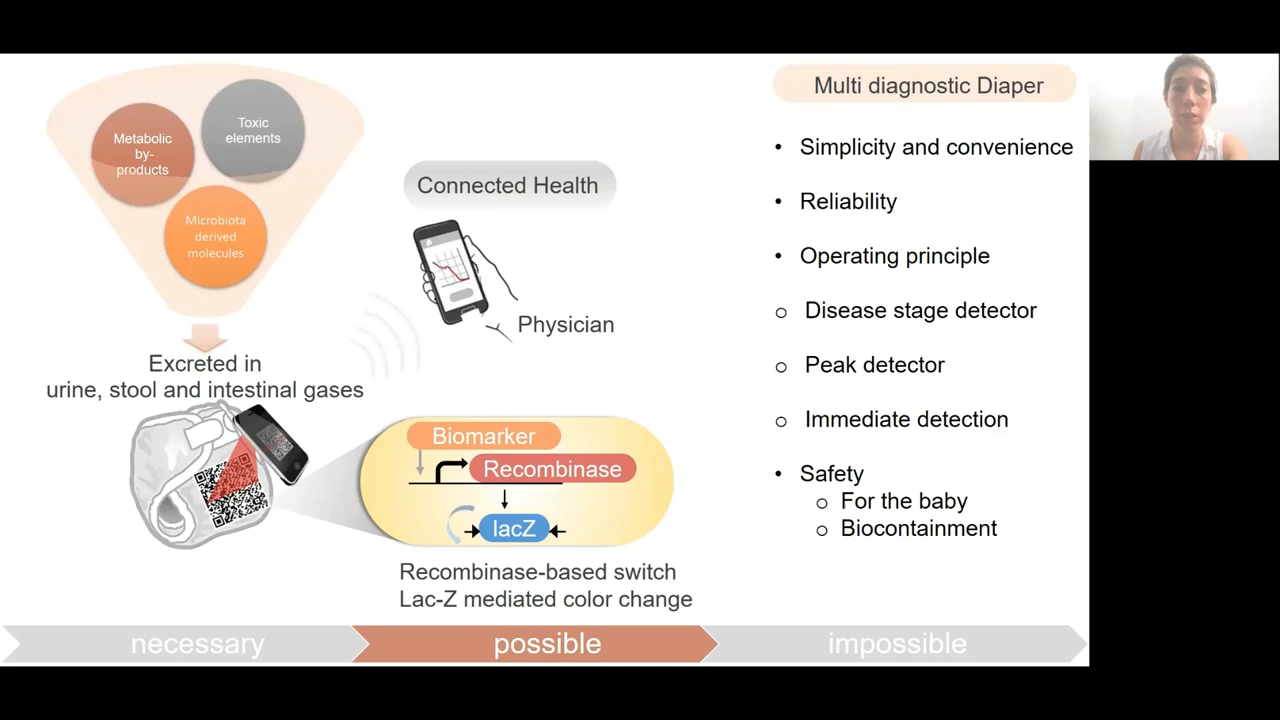 Metabolic
by-
products
Toxic
elements
Microbiota
derived
molecules
Excreted in
urine, stool and intestinal gases
Connected Health
Physician
Biomarker
Recombinase
lacZ
Recombinase-based switch
Lac-Z mediated color change
Multi diagnostic Diaper
• Simplicity and convenience
• Reliability
• Operating principle
o Disease stage detector
o Peak detector
o Immediate detection
• Safety
o For the baby
o Biocontainment
necessary
possible
impossible